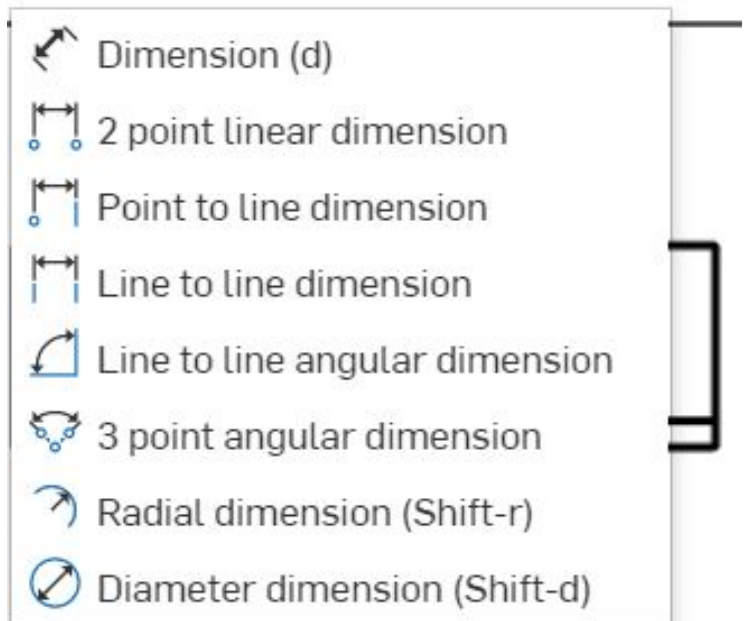 Dimension (d)
2 point linear dimension
Point to line dimension
Line to line dimension
Line to line angular dimension
3 point angular dimension
Radial dimension (Shift-r)
Diameter dimension (Shift-d)